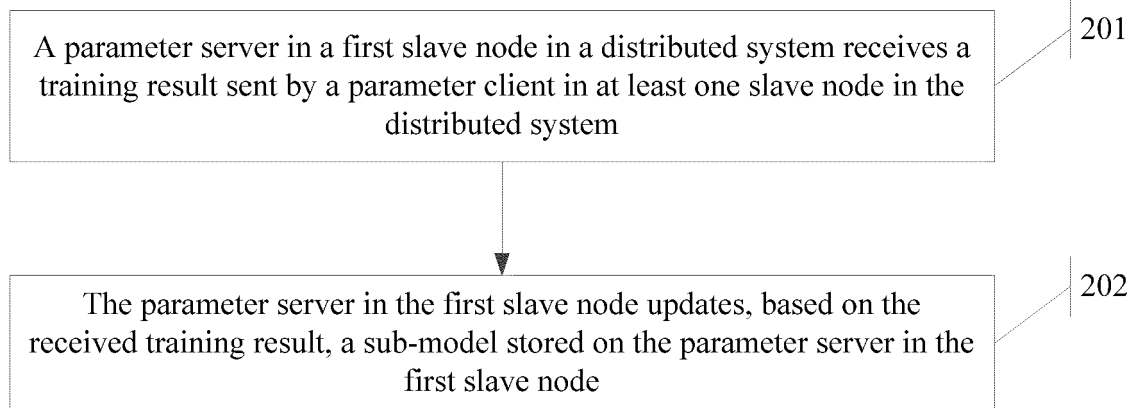 A parameter server in a first slave node in a distributed system receives a
training result sent by a parameter client in at least one slave node in the
distributed system
201
The parameter server in the first slave node updates, based on the
received training result, a sub-model stored on the parameter server in the
first slave node
202